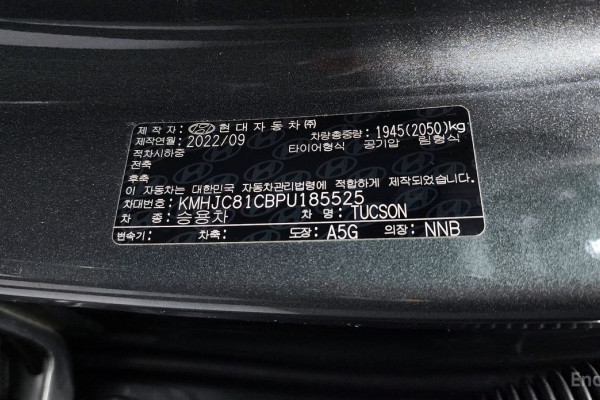 제 작 자 : 현대자동차㈜
제작연월: 2022/09 차량총중량: 1945(2050)kg
적차시하중 타이어형식 공기압 림형식
전축
후축
이 자동차는 대한민국 자동차관리법령에 적합하게 제작되었습니다.
차대번호: KMHJC81CBPU185525
차 종: 승용차 차 명: TUCSON
변속기: 차축: 도장: A5G 의장: NNB